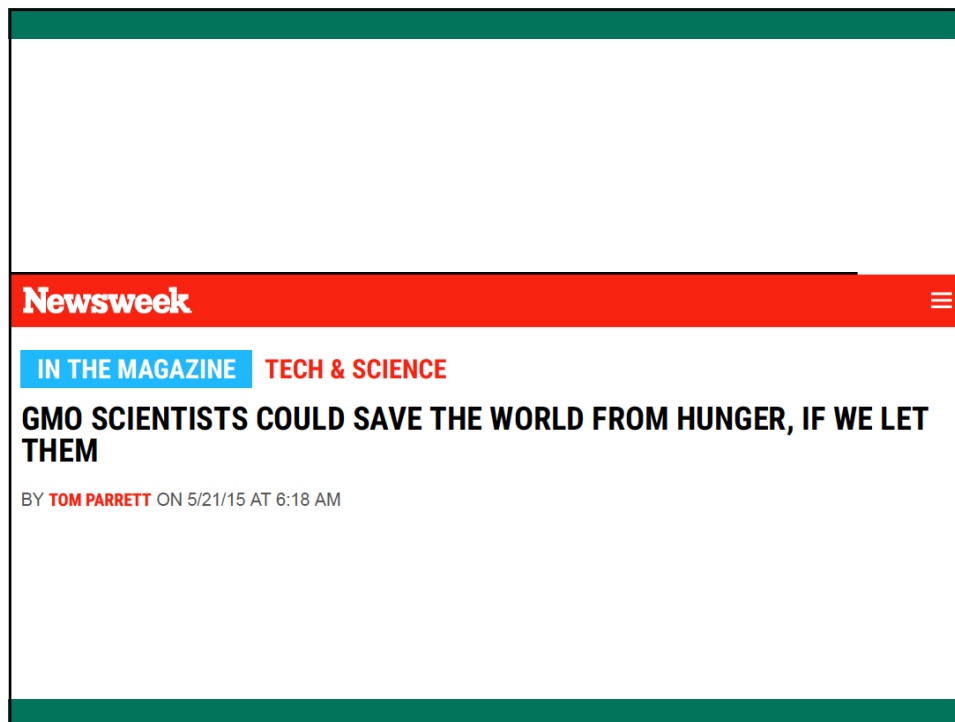 Newsweek
IN THE MAGAZINE TECH & SCIENCE
GMO SCIENTISTS COULD SAVE THE WORLD FROM HUNGER, IF WE LET
THEM
BY TOM PARRETT ON 5/21/15 AT 6:18 AM